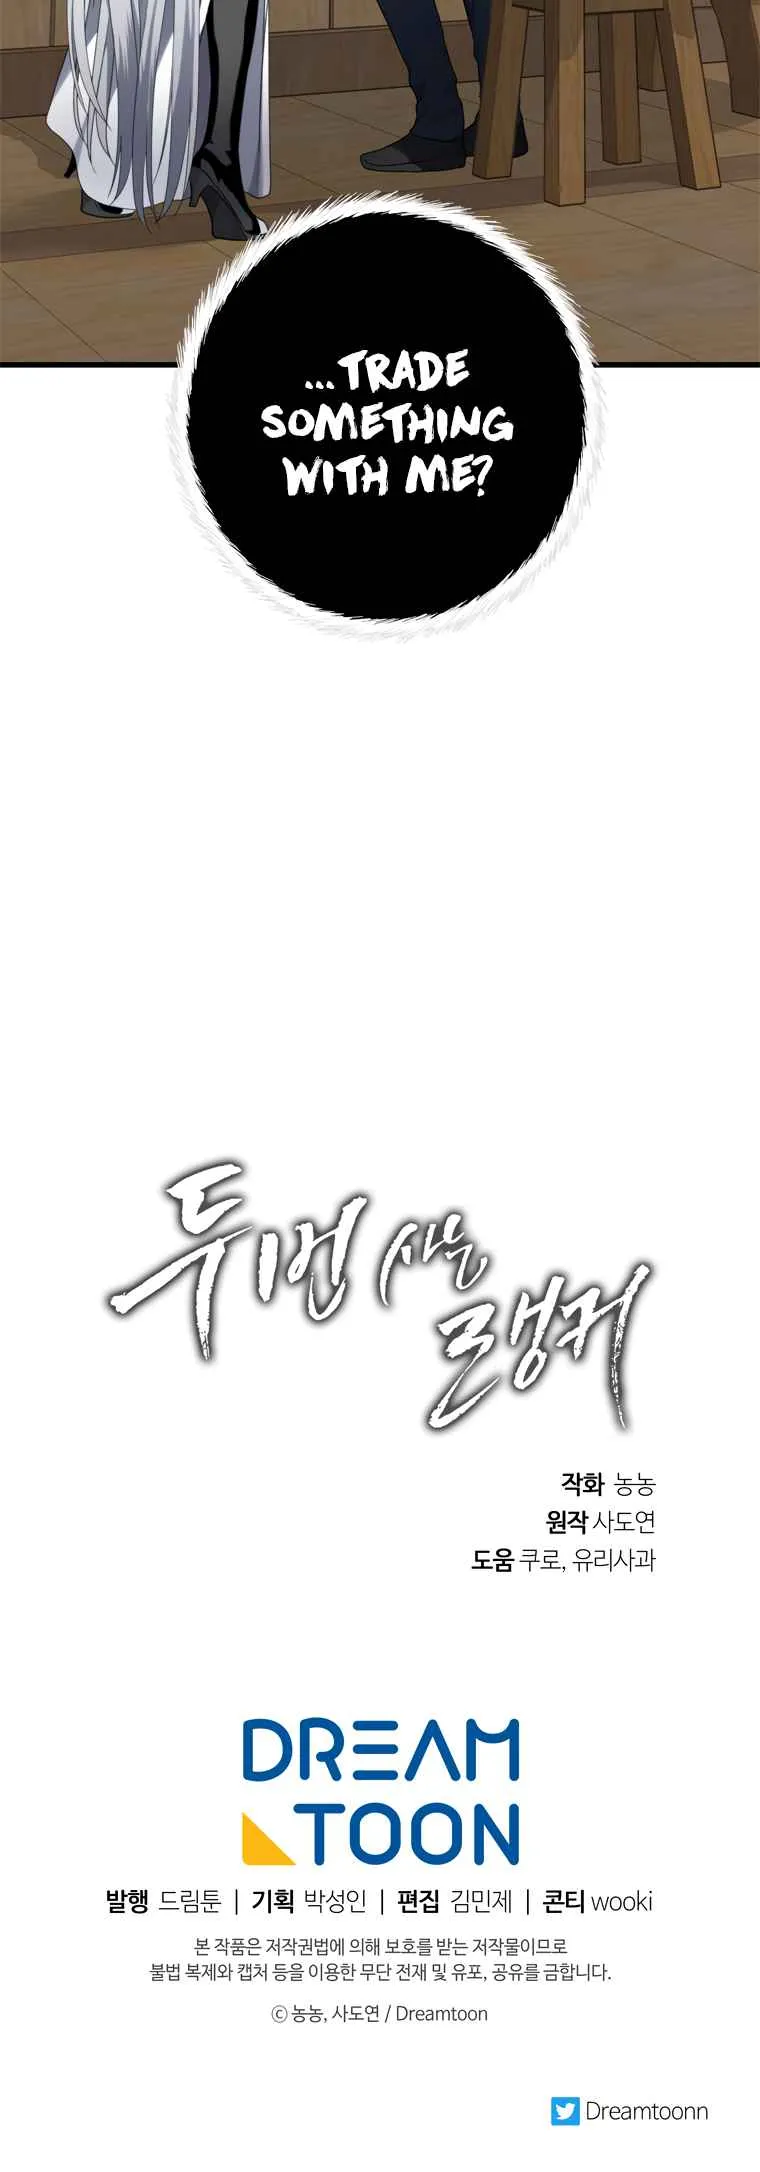 ...TRADE
SOMETHING
WITH ME?
두 번 사는
랭커
작화 농농
원작 사도연
도움 쿠로, 유리사과
DREAM
TOON
발행 드림툰 | 기획 박성인 | 편집 김민제 | 콘티 wooki
본 작품은 저작권법에 의해 보호를 받는 저작물이므로
불법 복제와 캡처 등을 이용한 무단 전재 및 유포, 공유를 금합니다.
ⓒ 농농, 사도연 / Dreamtoon
Dreamtoonn